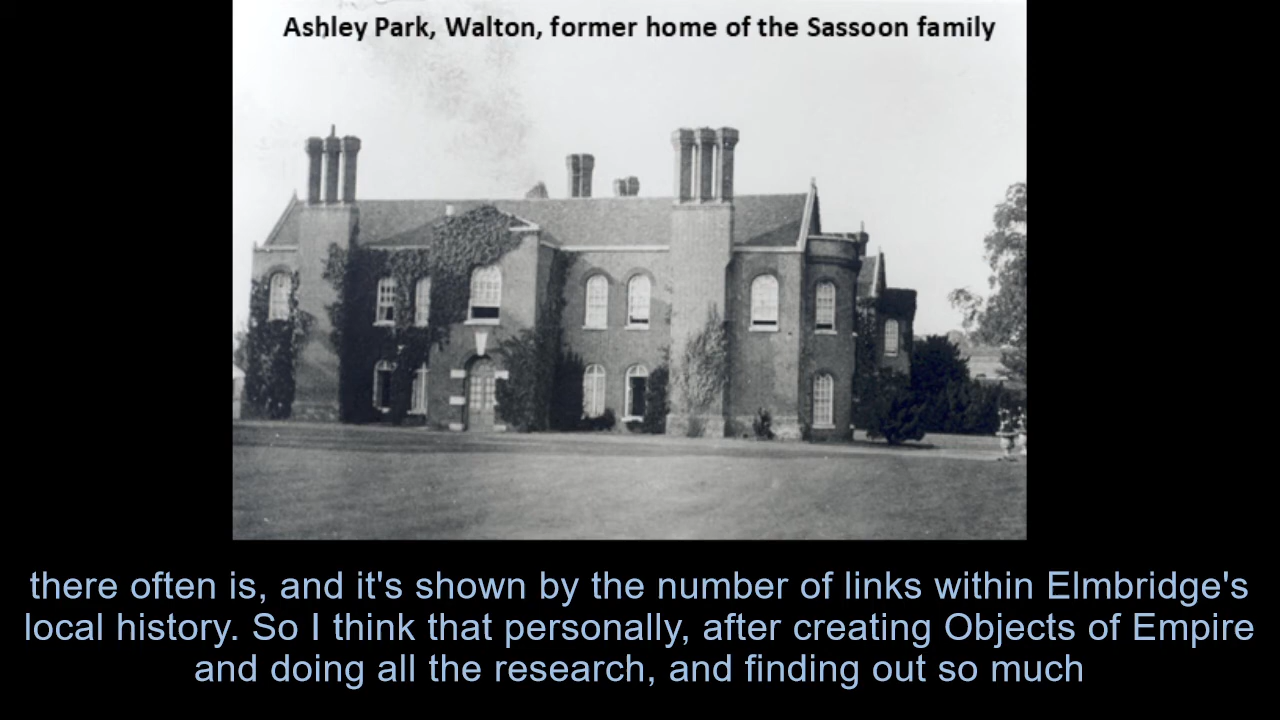 Ashley Park, Walton, former home of the Sassoon family
there often is, and it's shown by the number of links within Elmbridge's
local history. So I think that personally, after creating Objects of Empire
and doing all the research, and finding out so much